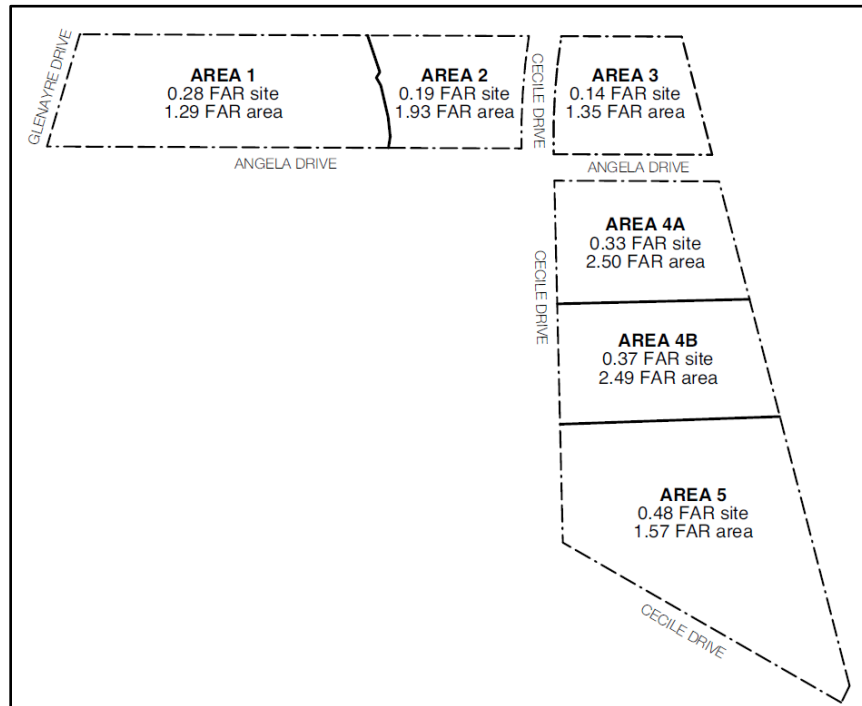 GLENAYRE DRIVE
AREA 1
0.28 FAR site
1.29 FAR area
AREA 2
0.19 FAR site
1.93 FAR area
CECILE DRIVE
AREA 3
0.14 FAR site
1.35 FAR area
ANGELA DRIVE
ANGELA DRIVE
AREA 4A
0.33 FAR site
2.50 FAR area
CECILE DRIVE
AREA 4B
0.37 FAR site
2.49 FAR area
AREA 5
0.48 FAR site
1.57 FAR area
CECILE DRIVE